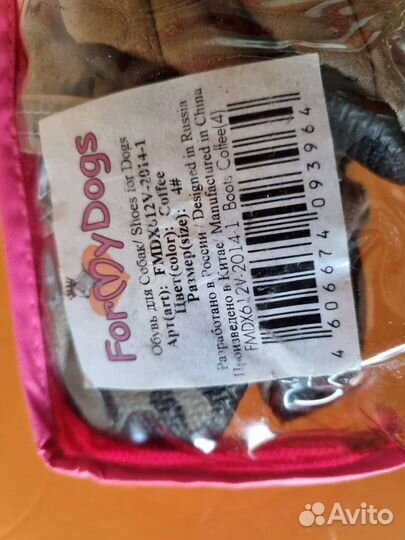 ForMyDogs
Обувь для Собак/ Shoes for Dogs
Арт(art): FMDX612V-2014-1
Цвет(color): Coffee
Размер(size): 4#
Разработано в России / Designed in Russia
Произведено в Китае / Manufactured in China
FMDX612V-2014-1 Boots Coffee(4)
4 606674 093964
Avito